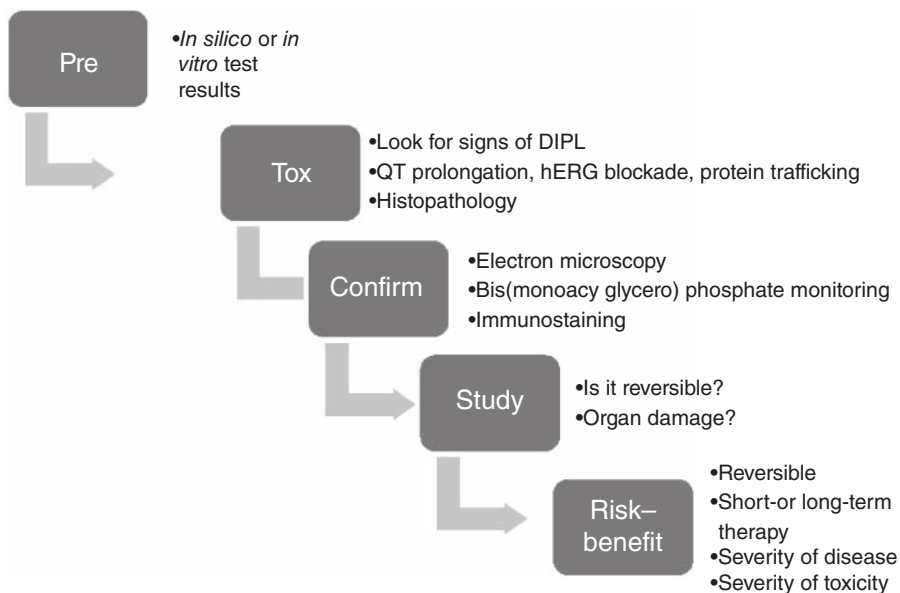 Pre
•In silico or in
vitro test
results
Tox
•Look for signs of DIPL
•QT prolongation, hERG blockade, protein trafficking
•Histopathology
Confirm
•Electron microscopy
•Bis(monoacy glycero) phosphate monitoring
•Immunostaining
Study
•Is it reversible?
•Organ damage?
Risk–
benefit
•Reversible
•Short-or long-term
therapy
•Severity of disease
•Severity of toxicity